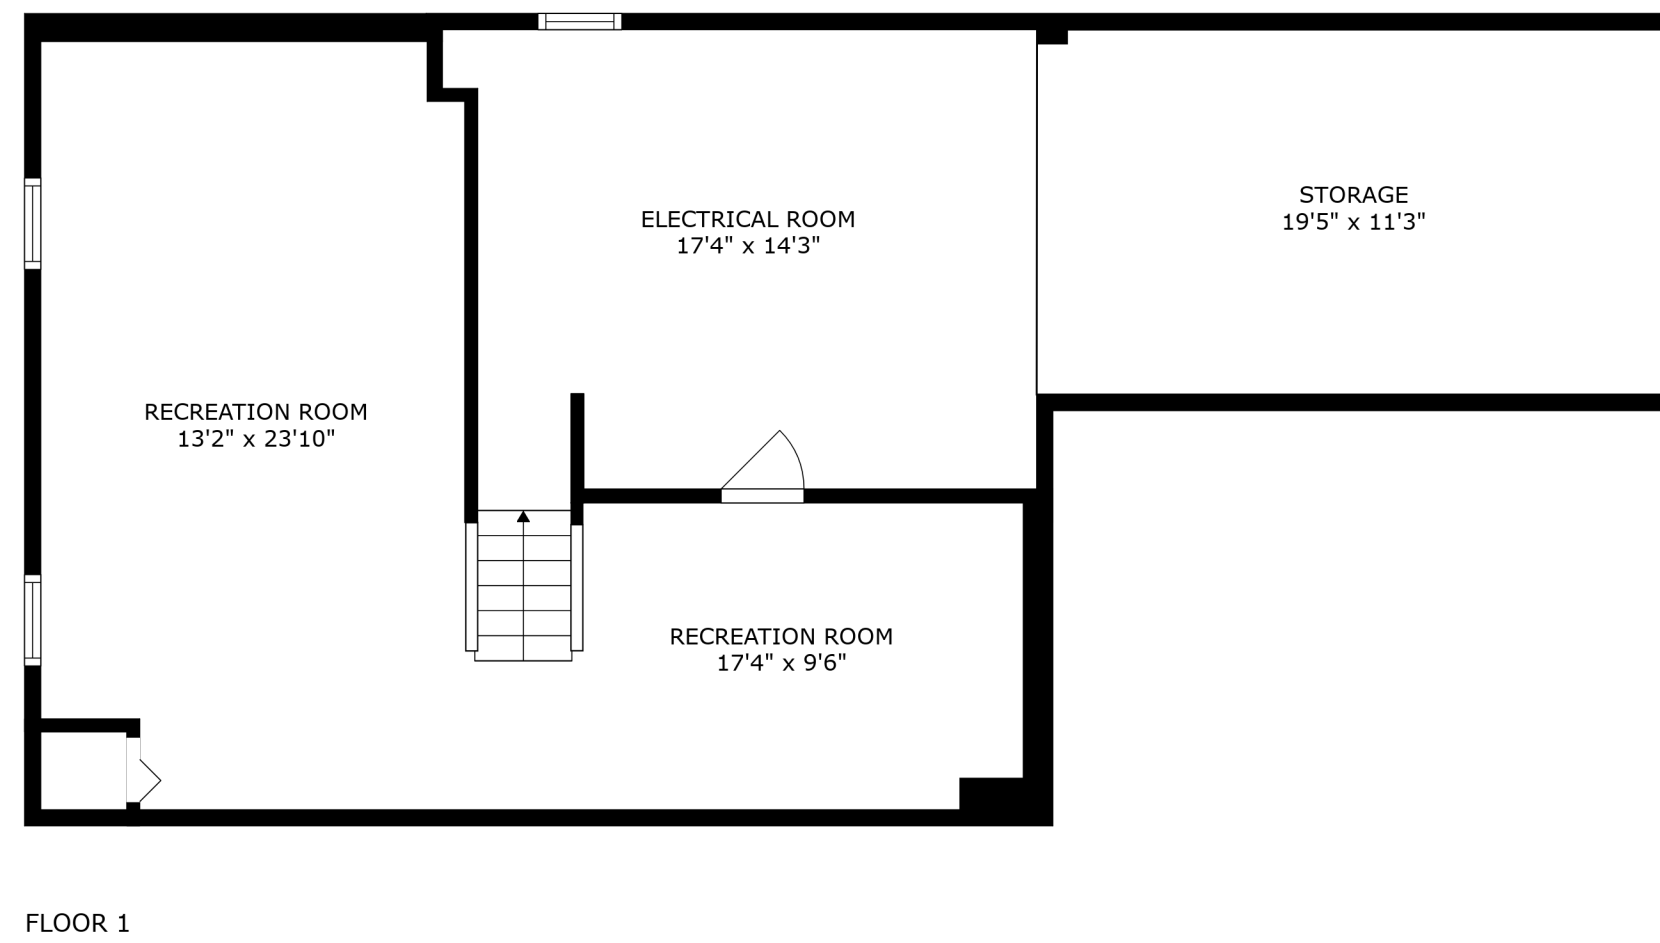 STORAGE
19'5" x 11'3"
ELECTRICAL ROOM
17'4" x 14'3"
RECREATION ROOM
13'2" x 23'10"
RECREATION ROOM
17'4" x 9'6"
FLOOR 1